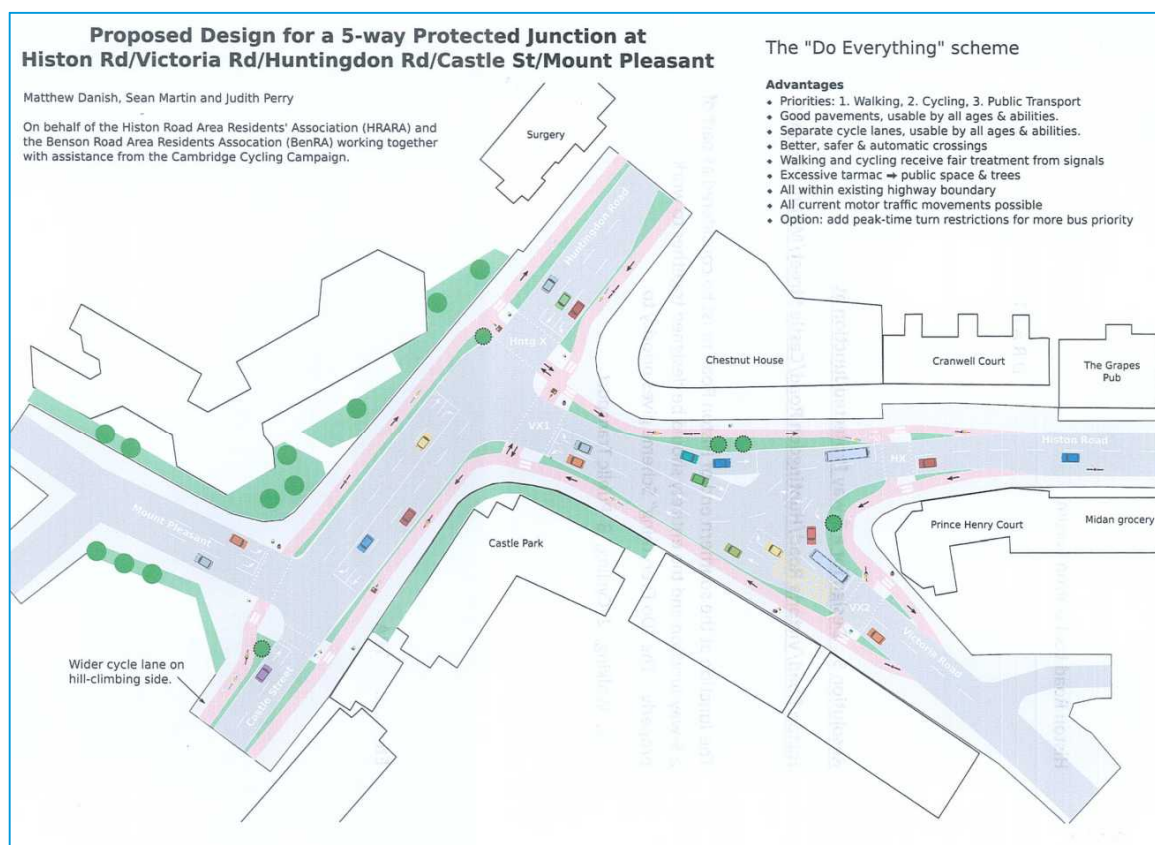 Proposed Design for a 5-way Protected Junction at
Histon Rd/Victoria Rd/Huntingdon Rd/Castle St/Mount Pleasant
Matthew Danish, Sean Martin and Judith Perry
On behalf of the Histon Road Area Residents' Association (HRARA) and
the Benson Road Area Residents Assocation (BenRA) working together
with assistance from the Cambridge Cycling Campaign.
The "Do Everything" scheme
Advantages
• Priorities: 1. Walking, 2. Cycling, 3. Public Transport
• Good pavements, usable by all ages & abilities.
• Separate cycle lanes, usable by all ages & abilities.
• Better, safer & automatic crossings
• Walking and cycling receive fair treatment from signals
• Excessive tarmac ➡ public space & trees
• All within existing highway boundary
• All current motor traffic movements possible
• Option: add peak-time turn restrictions for more bus priority
Surgery
Huntingdon Road
Hntg X
Chestnut House
Cranwell Court
The Grapes
Pub
VX1
HX
Histon Road
Mount Pleasant
Castle Park
Prince Henry Court
Midan grocery
VX2
Victoria Road
Wider cycle lane on
hill-climbing side.
Castle Street